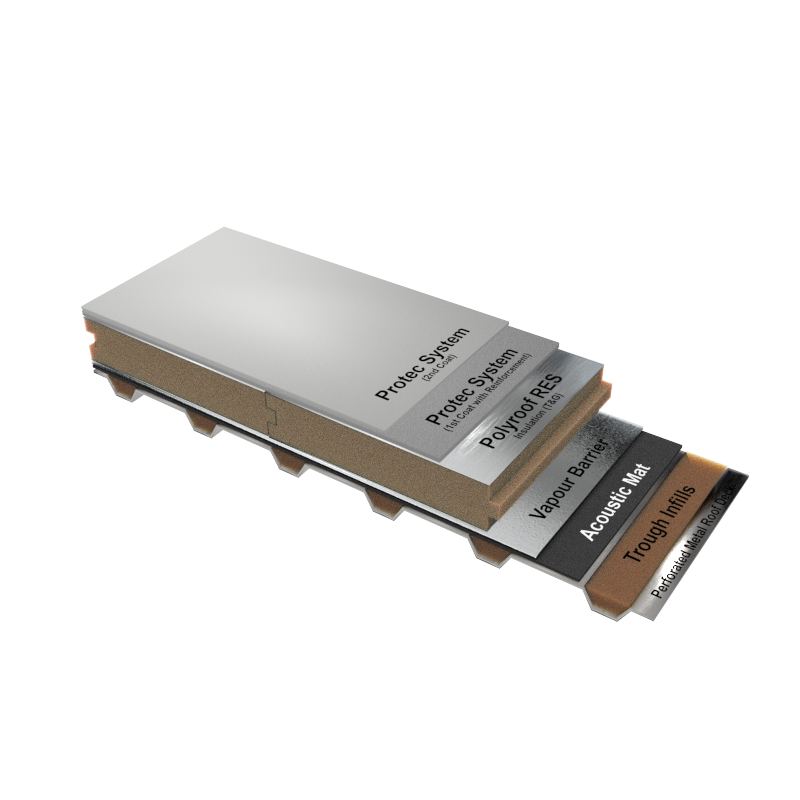 Protec System
(2nd Coat)
Protec System
(1st Coat with Reinforcement)
Polyroof RES
Insulation (T&G)
Vapour Barrier
Acoustic Mat
Trough Infills
Perforated Metal Roof Deck